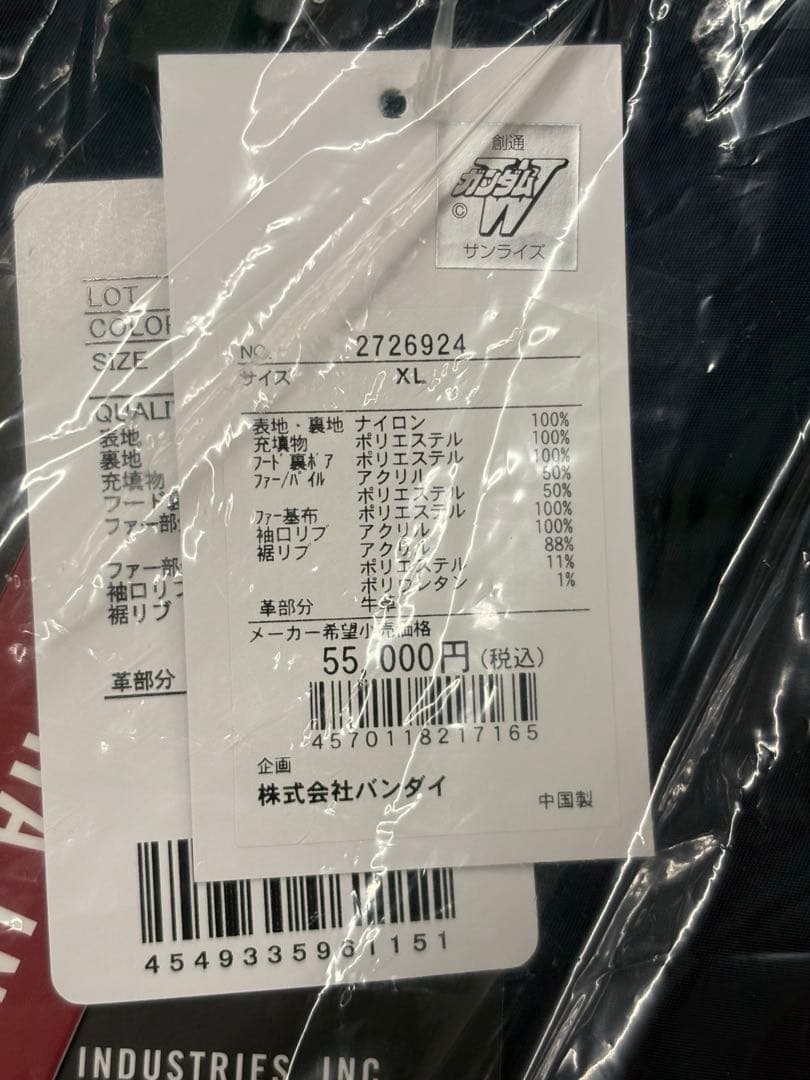 創通
ガンダムW
©
サンライズ
NO. 2726924
サイズ XL
表地・裏地 ナイロン 100%
充填物 ポリエステル 100%
ﾌｰﾄﾞ裏ﾎﾞｱ ポリエステル 100%
ﾌｧｰ/ﾊﾟｲﾙ アクリル 50%
ポリエステル 50%
ﾌｧｰ基布 ポリエステル 100%
袖口リブ アクリル 100%
裾リブ アクリル 88%
ポリエステル 11%
ポリウレタン 1%
革部分 牛革
メーカー希望小売価格
55,000円(税込)
4570118217165
企画
株式会社バンダイ
中国製
LOT
COLOR
SIZE
QUALI
表地
裏地
充填物
フード裏
ファー部
ファー部
袖口リブ
裾リブ
革部分
4549335961151
INDUSTRIES, INC